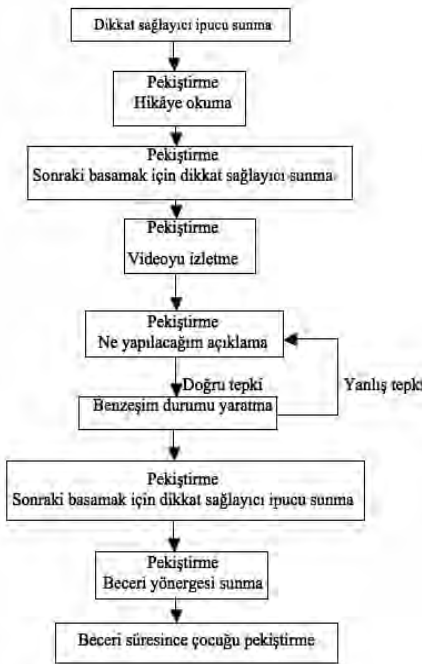 Dikkat sağlayıcı ipucu sunma
Pekiştirme
Hikâye okuma
Pekiştirme
Sonraki basamak için dikkat sağlayıcı sunma
Pekiştirme
Videoyu izletme
Pekiştirme
Ne yapılacağım açıklama
Doğru tepki
Yanlış tepki
Benzeşim durumu yaratma
Pekiştirme
Sonraki basamak için dikkat sağlayıcı ipucu sunma
Pekiştirme
Beceri yönergesi sunma
Beceri süresince çocuğu pekiştirme